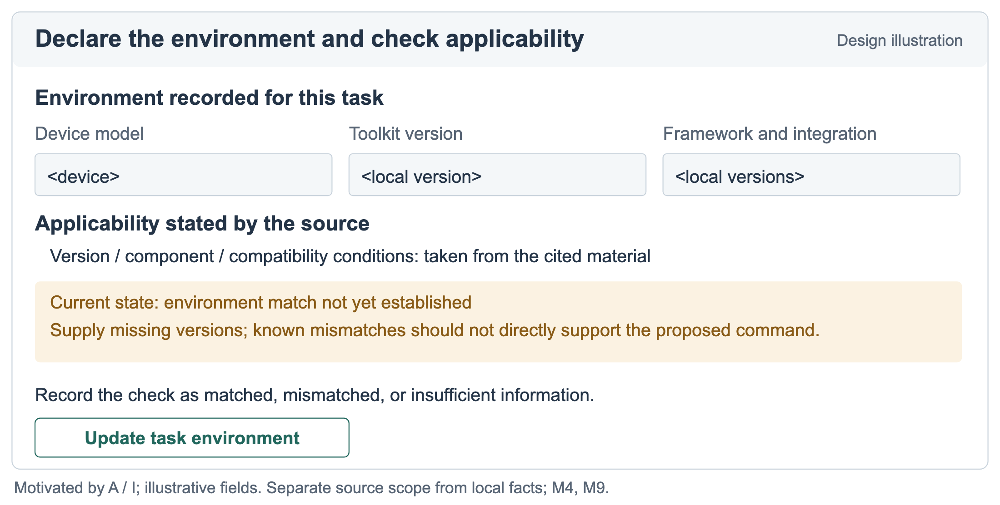 Declare the environment and check applicability
Design illustration
Environment recorded for this task
Device model
Toolkit version
Framework and integration
<device>
<local version>
<local versions>
Applicability stated by the source
Version / component / compatibility conditions: taken from the cited material
Current state: environment match not yet established
Supply missing versions; known mismatches should not directly support the proposed command.
Record the check as matched, mismatched, or insufficient information.
Update task environment
Motivated by A / I; illustrative fields. Separate source scope from local facts; M4, M9.